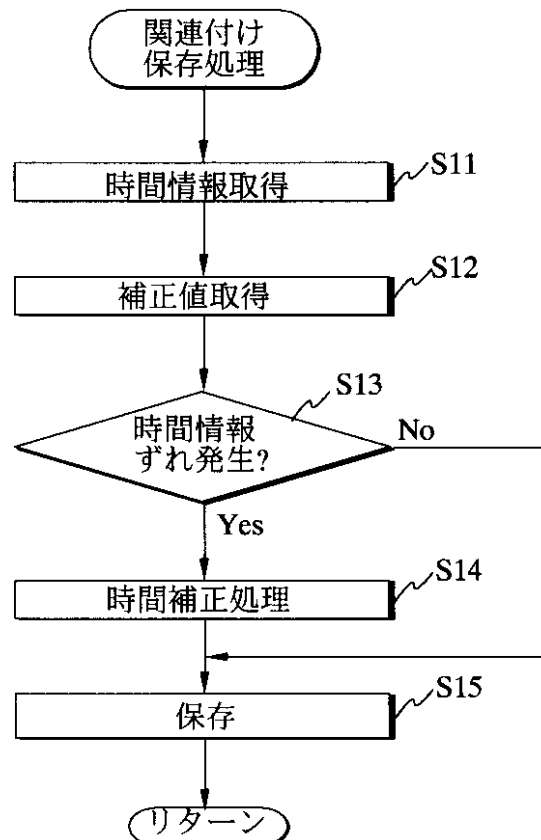 関連付け
保存処理
S11
時間情報取得
S12
補正値取得
S13
時間情報
ずれ発生?
No
Yes
S14
時間補正処理
S15
保存
リターン